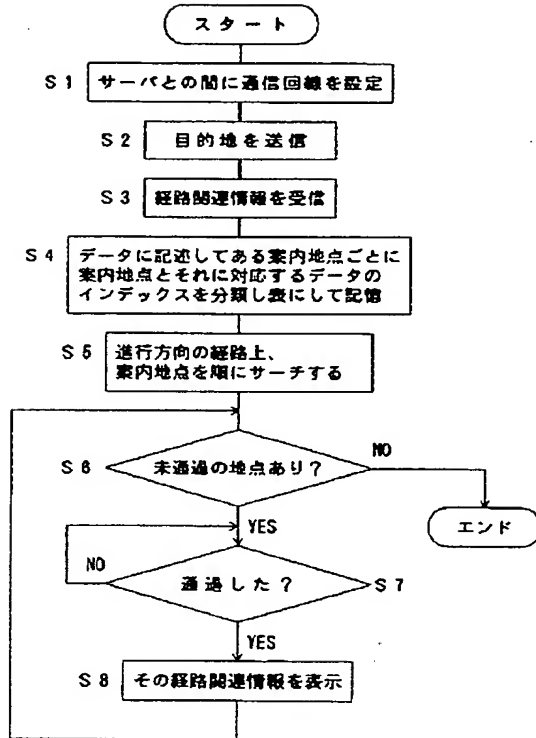 スタート
S1 サーバとの間に通信回線を設定
S2 目的地を送信
S3 経路関連情報を受信
S4 データに記述してある案内地点ごとに
案内地点とそれに対応するデータの
インデックスを分類し表にして記憶
S5 進行方向の経路上、
案内地点を順にサーチする
S6 未通過の地点あり?
NO
エンド
YES
NO
通過した? S7
YES
S8 その経路関連情報を表示